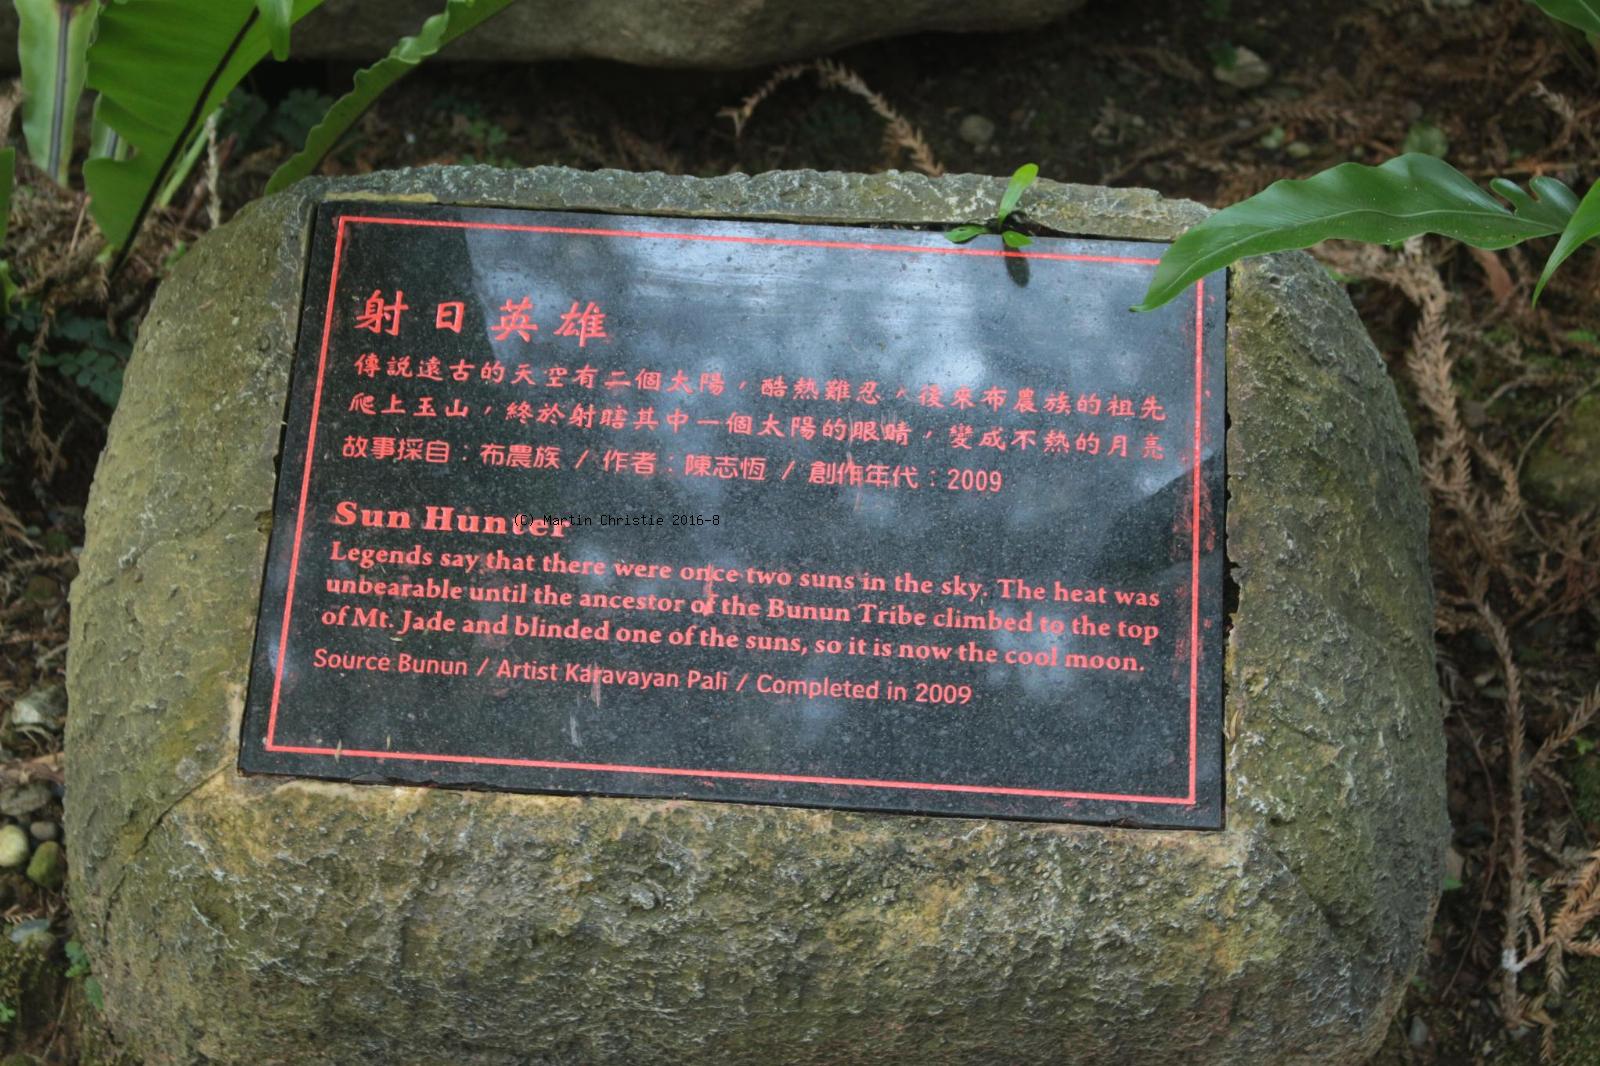 射日英雄
傳說遠古的天空有二個太陽，酷熱難忍，後來布農族的祖先
爬上玉山，終於射瞎其中一個太陽的眼睛，變成不熱的月亮
故事採自：布農族 / 作者：陳志恆 / 創作年代：2009
Sun Hunter
(C) Martin Christie 2016-8
Legends say that there were once two suns in the sky. The heat was
unbearable until the ancestor of the Bunun Tribe climbed to the top
of Mt. Jade and blinded one of the suns, so it is now the cool moon.
Source Bunun / Artist Karavayan Pali / Completed in 2009